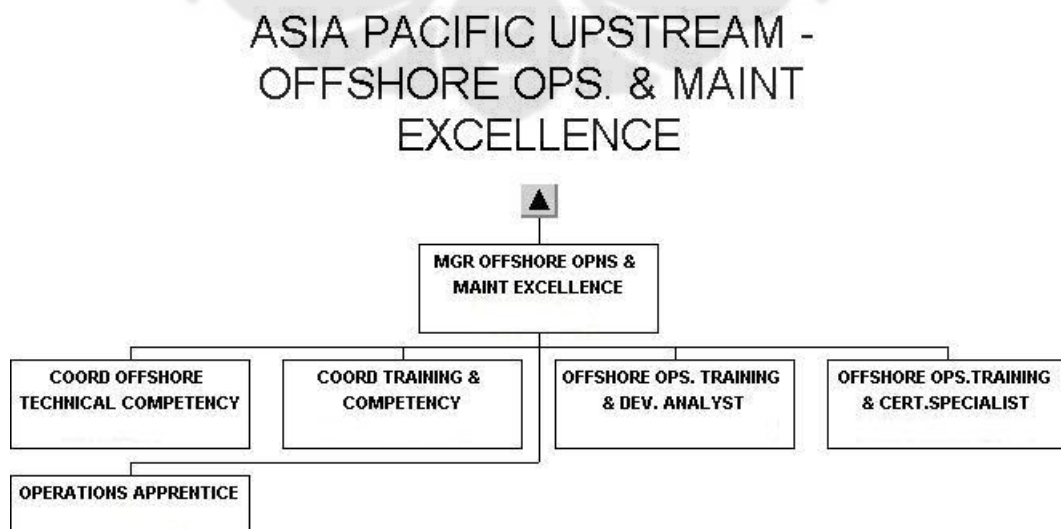 ASIA PACIFIC UPSTREAM -
OFFSHORE OPS. & MAINT
EXCELLENCE
MGR OFFSHORE OPNS &
MAINT EXCELLENCE
COORD OFFSHORE
TECHNICAL COMPETENCY
COORD TRAINING &
COMPETENCY
OFFSHORE OPS. TRAINING
& DEV. ANALYST
OFFSHORE OPS.TRAINING
& CERT.SPECIALIST
OPERATIONS APPRENTICE